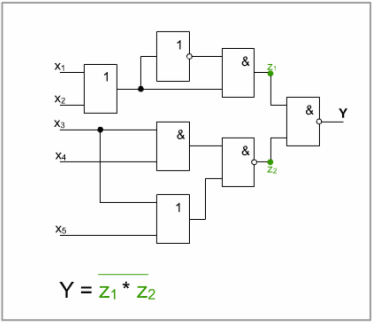 1
x₁
&
z₁
1
x₂
&
Y
x₃
&
&
x₄
z₂
1
x₅
Y = z₁ * z₂